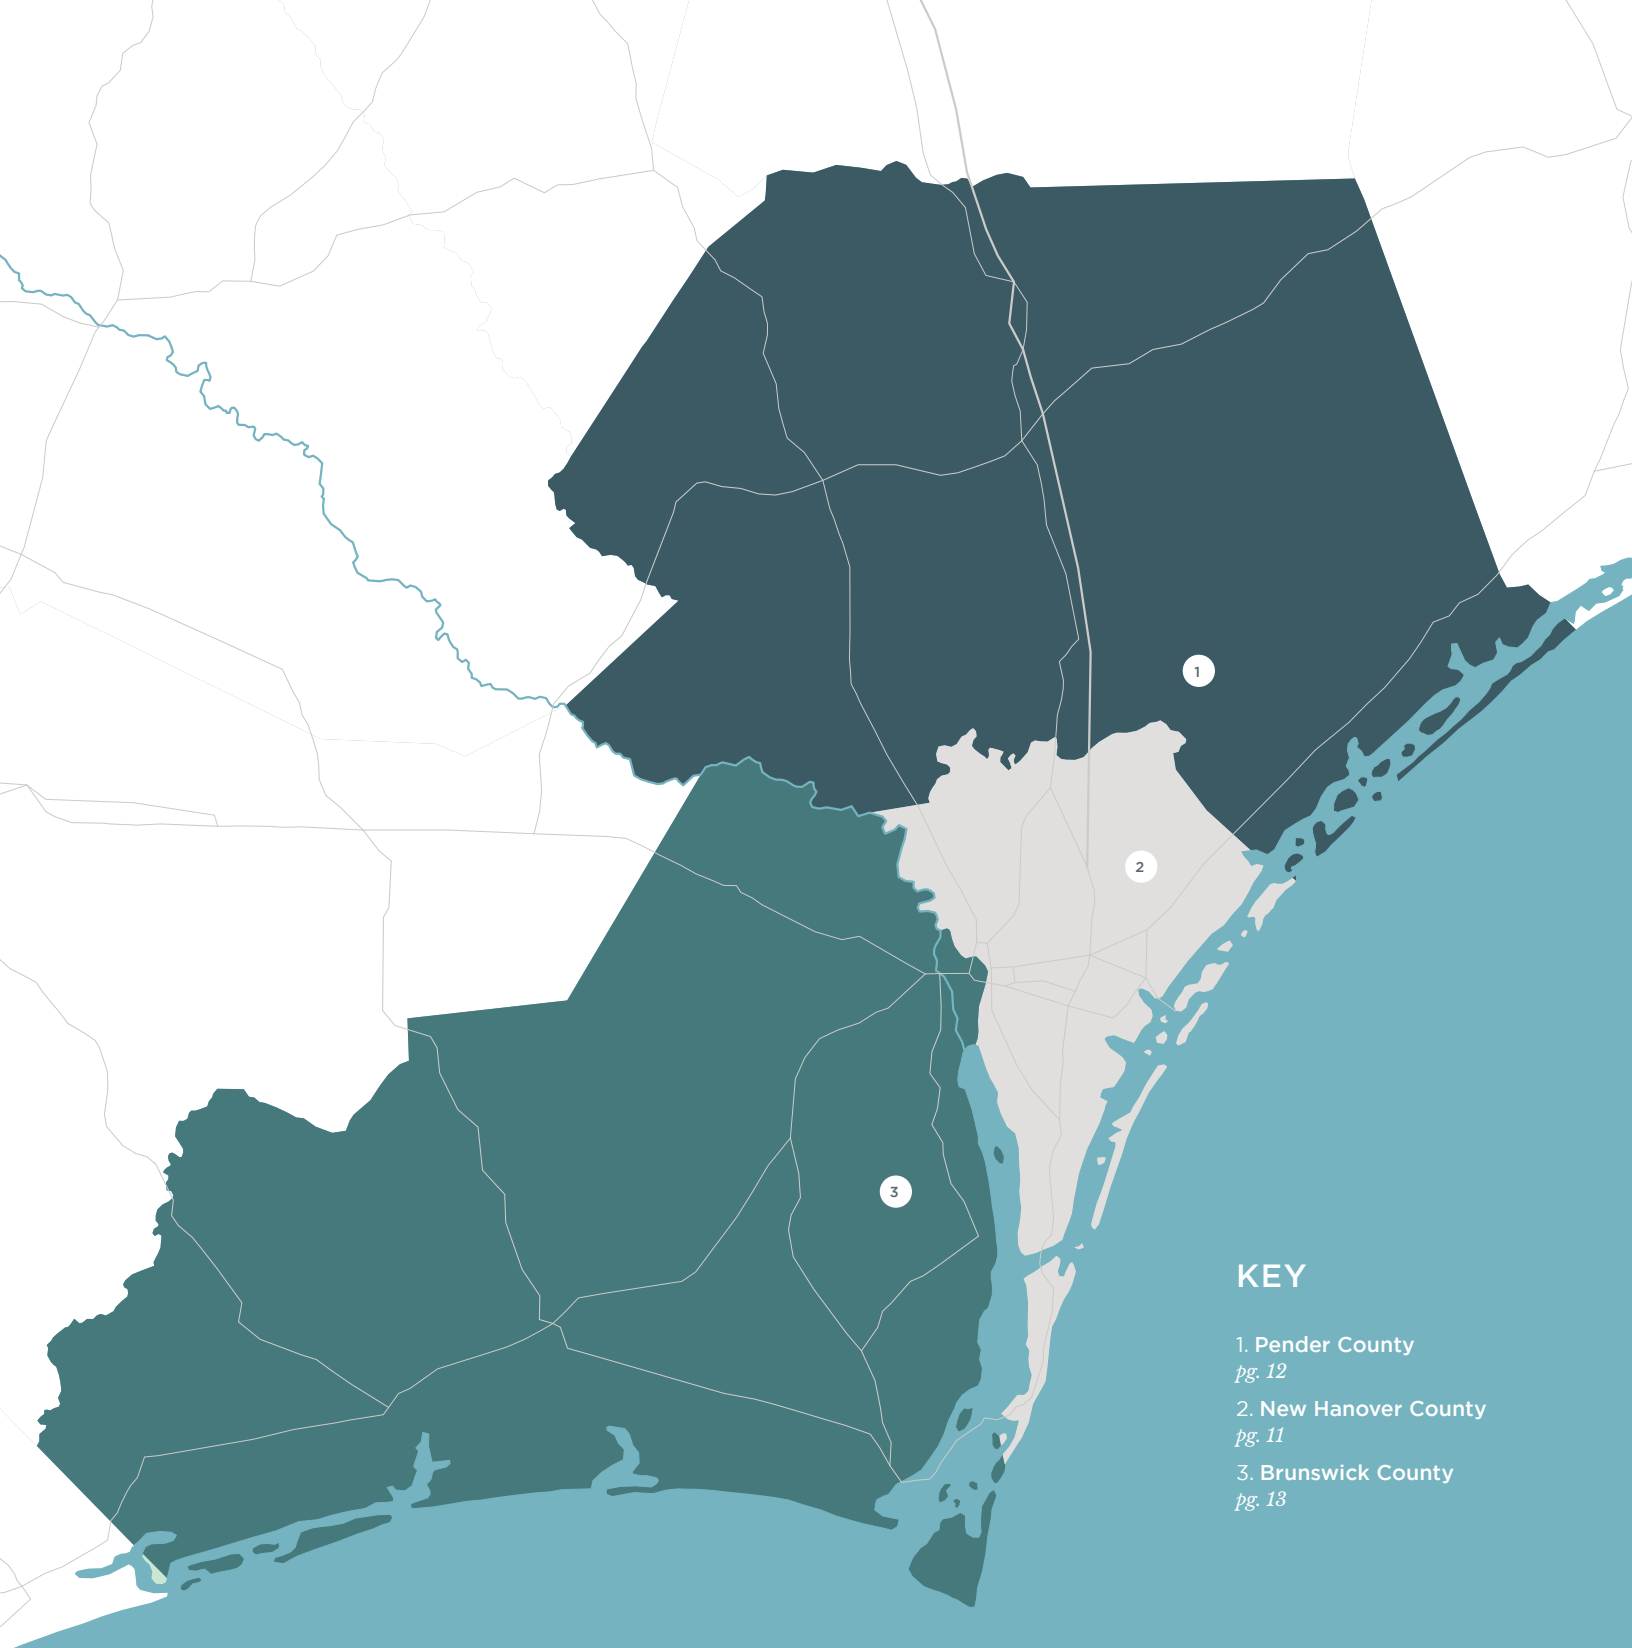 1
2
3
KEY
1. Pender County
pg. 12
2. New Hanover County
pg. 11
3. Brunswick County
pg. 13